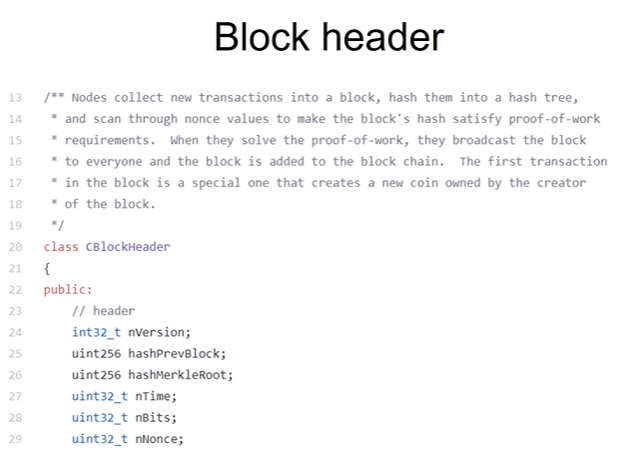 Block header
13 /** Nodes collect new transactions into a block, hash them into a hash tree,
14 * and scan through nonce values to make the block's hash satisfy proof-of-work
15 * requirements.  When they solve the proof-of-work, they broadcast the block
16 * to everyone and the block is added to the block chain.  The first transaction
17 * in the block is a special one that creates a new coin owned by the creator
18 * of the block.
19 */
20 class CBlockHeader
21 {
22 public:
23 // header
24 int32_t nVersion;
25 uint256 hashPrevBlock;
26 uint256 hashMerkleRoot;
27 uint32_t nTime;
28 uint32_t nBits;
29 uint32_t nNonce;